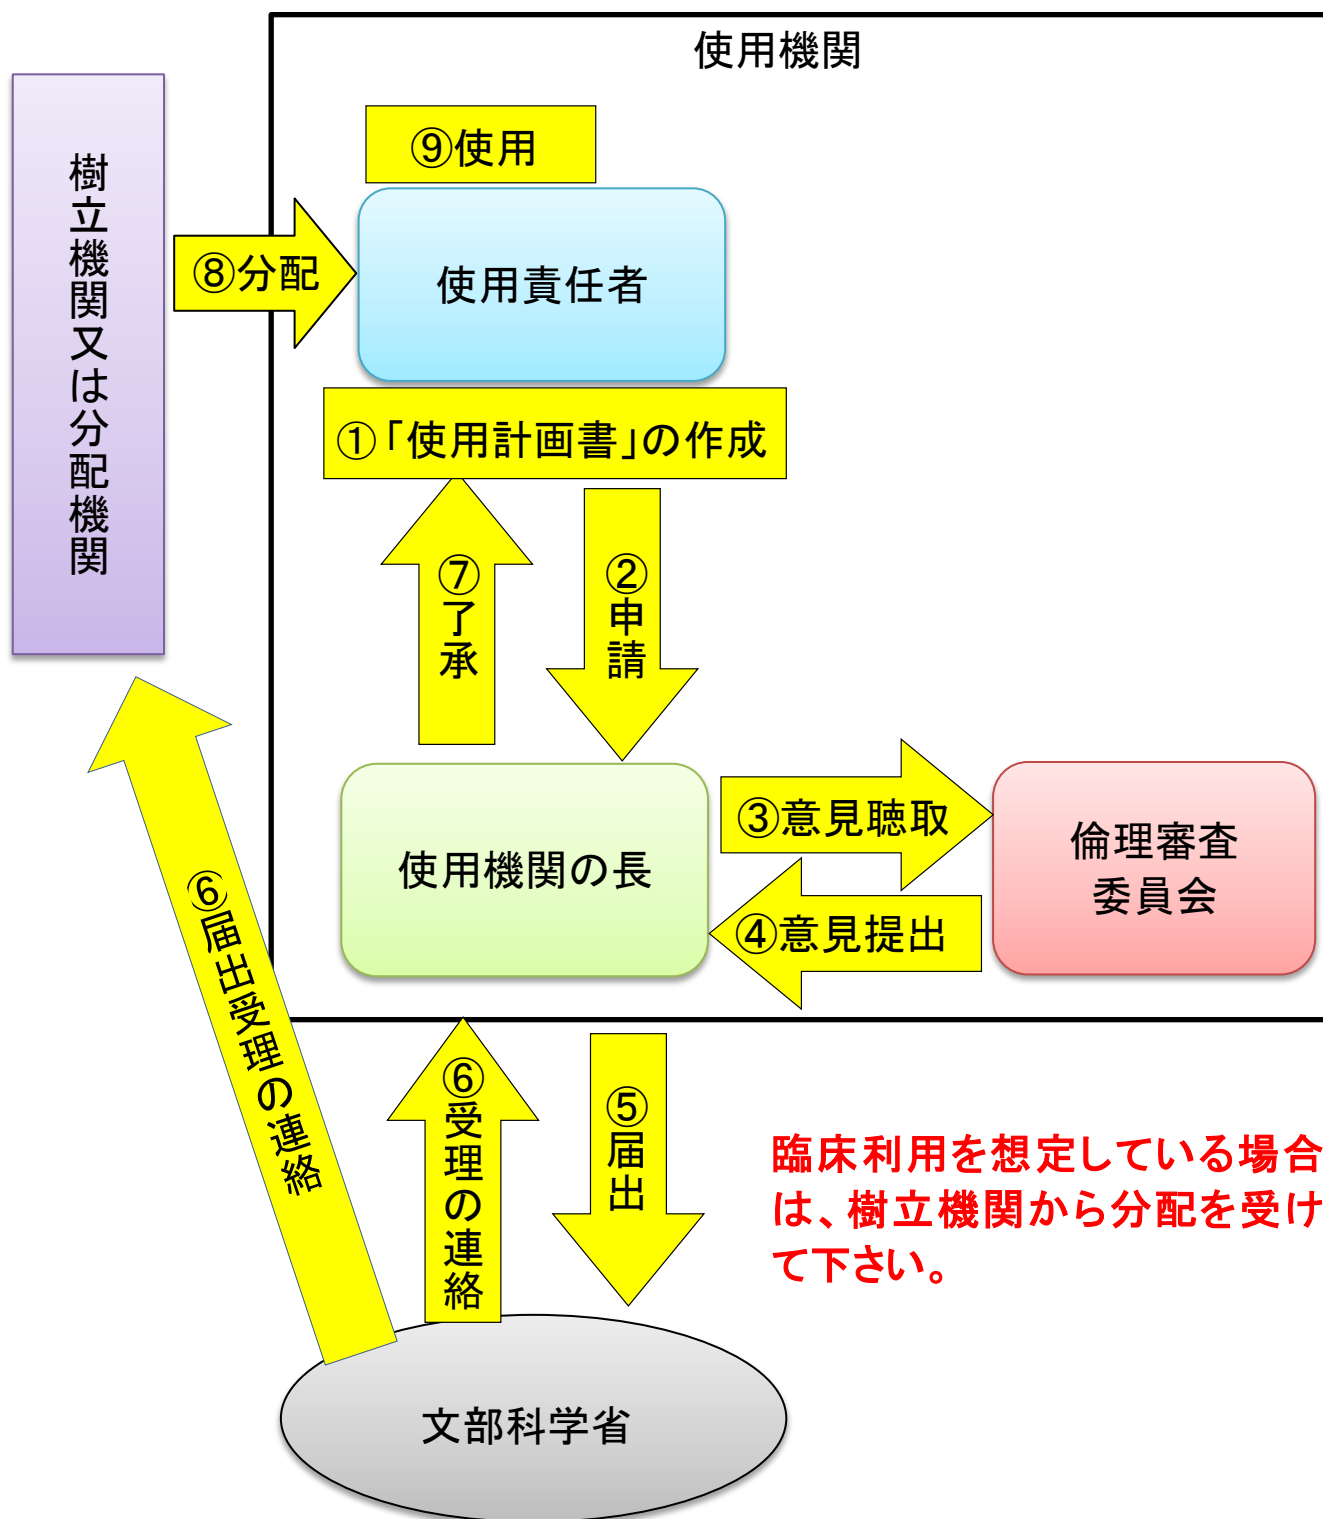 使用機関
樹立機関又は分配機関
⑨使用
⑧分配
使用責任者
①「使用計画書」の作成
⑦了承
②申請
使用機関の長
③意見聴取
④意見提出
倫理審査
委員会
⑥届出受理の連絡
⑥受理の連絡
⑤届出
臨床利用を想定している場合
は、樹立機関から分配を受け
て下さい。
文部科学省